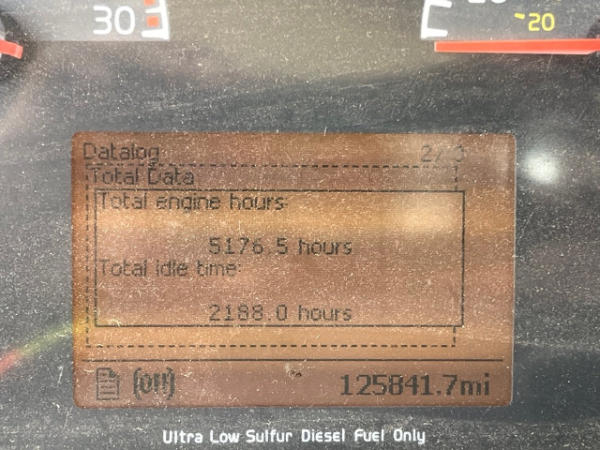 30
-20
Datalog 2/3
Total Data
Total engine hours:
5176.5 hours
Total idle time:
2188.0 hours
(Off) 125841.7mi
Ultra Low Sulfur Diesel Fuel Only